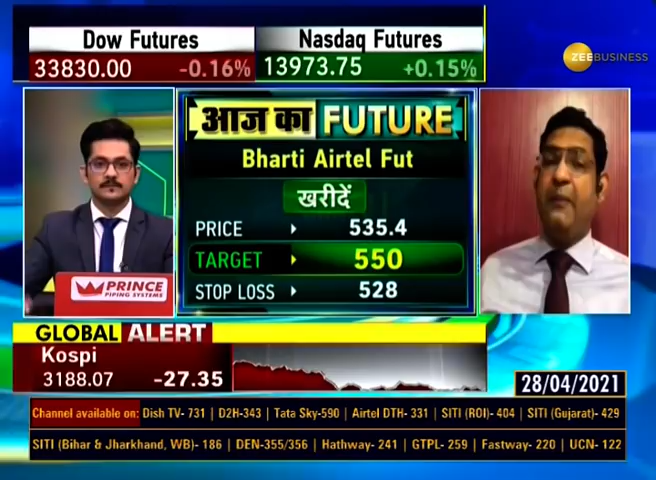 Dow Futures
33830.00 -0.16%
Nasdaq Futures
13973.75 +0.15%
ZEEBUSINESS
आज का FUTURE
Bharti Airtel Fut
खरीदें
PRICE 535.4
TARGET 550
STOP LOSS 528
PRINCE
PIPING SYSTEMS
GLOBAL ALERT
Kospi
3188.07 -27.35
28/04/2021
Channel available on: Dish TV- 731 | D2H-343 | Tata Sky-590 | Airtel DTH- 331 | SITI (ROI)- 404 | SITI (Gujarat)- 429
SITI (Bihar & Jharkhand, WB)- 186 | DEN-355/356 | Hathway- 241 | GTPL- 259 | Fastway- 220 | UCN- 122